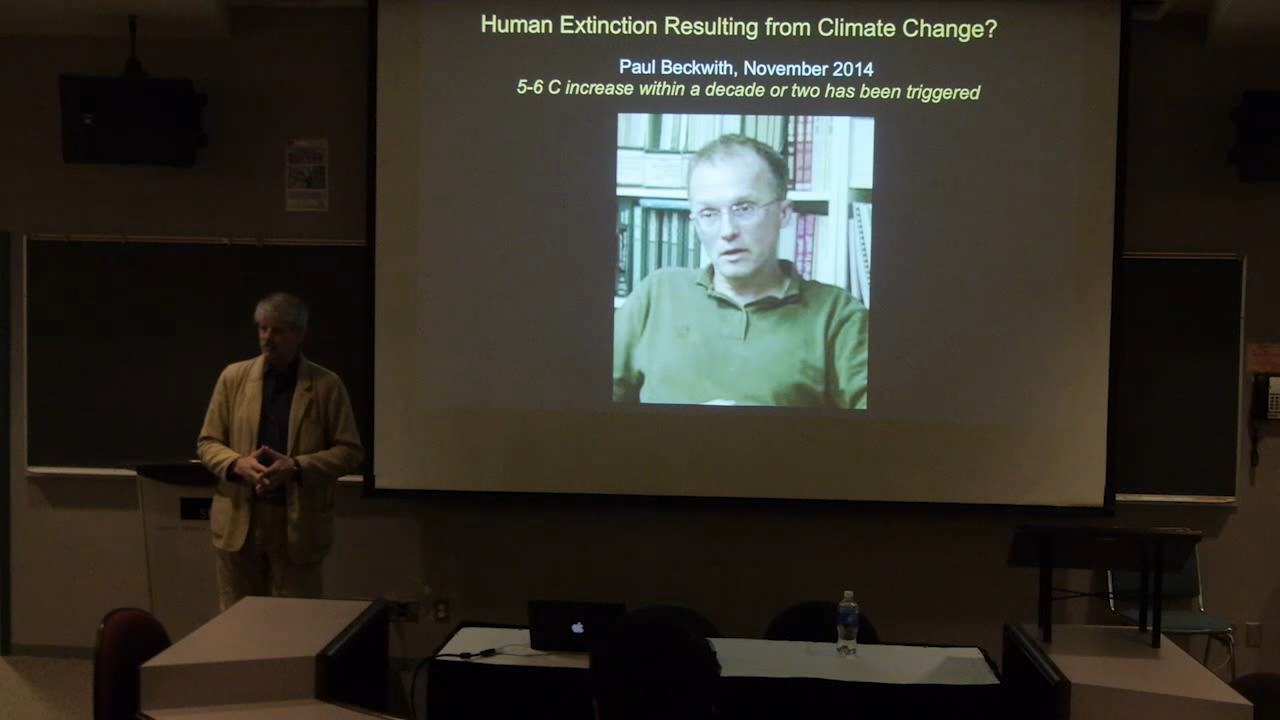 Human Extinction Resulting from Climate Change?
Paul Beckwith, November 2014
5-6 C increase within a decade or two has been triggered